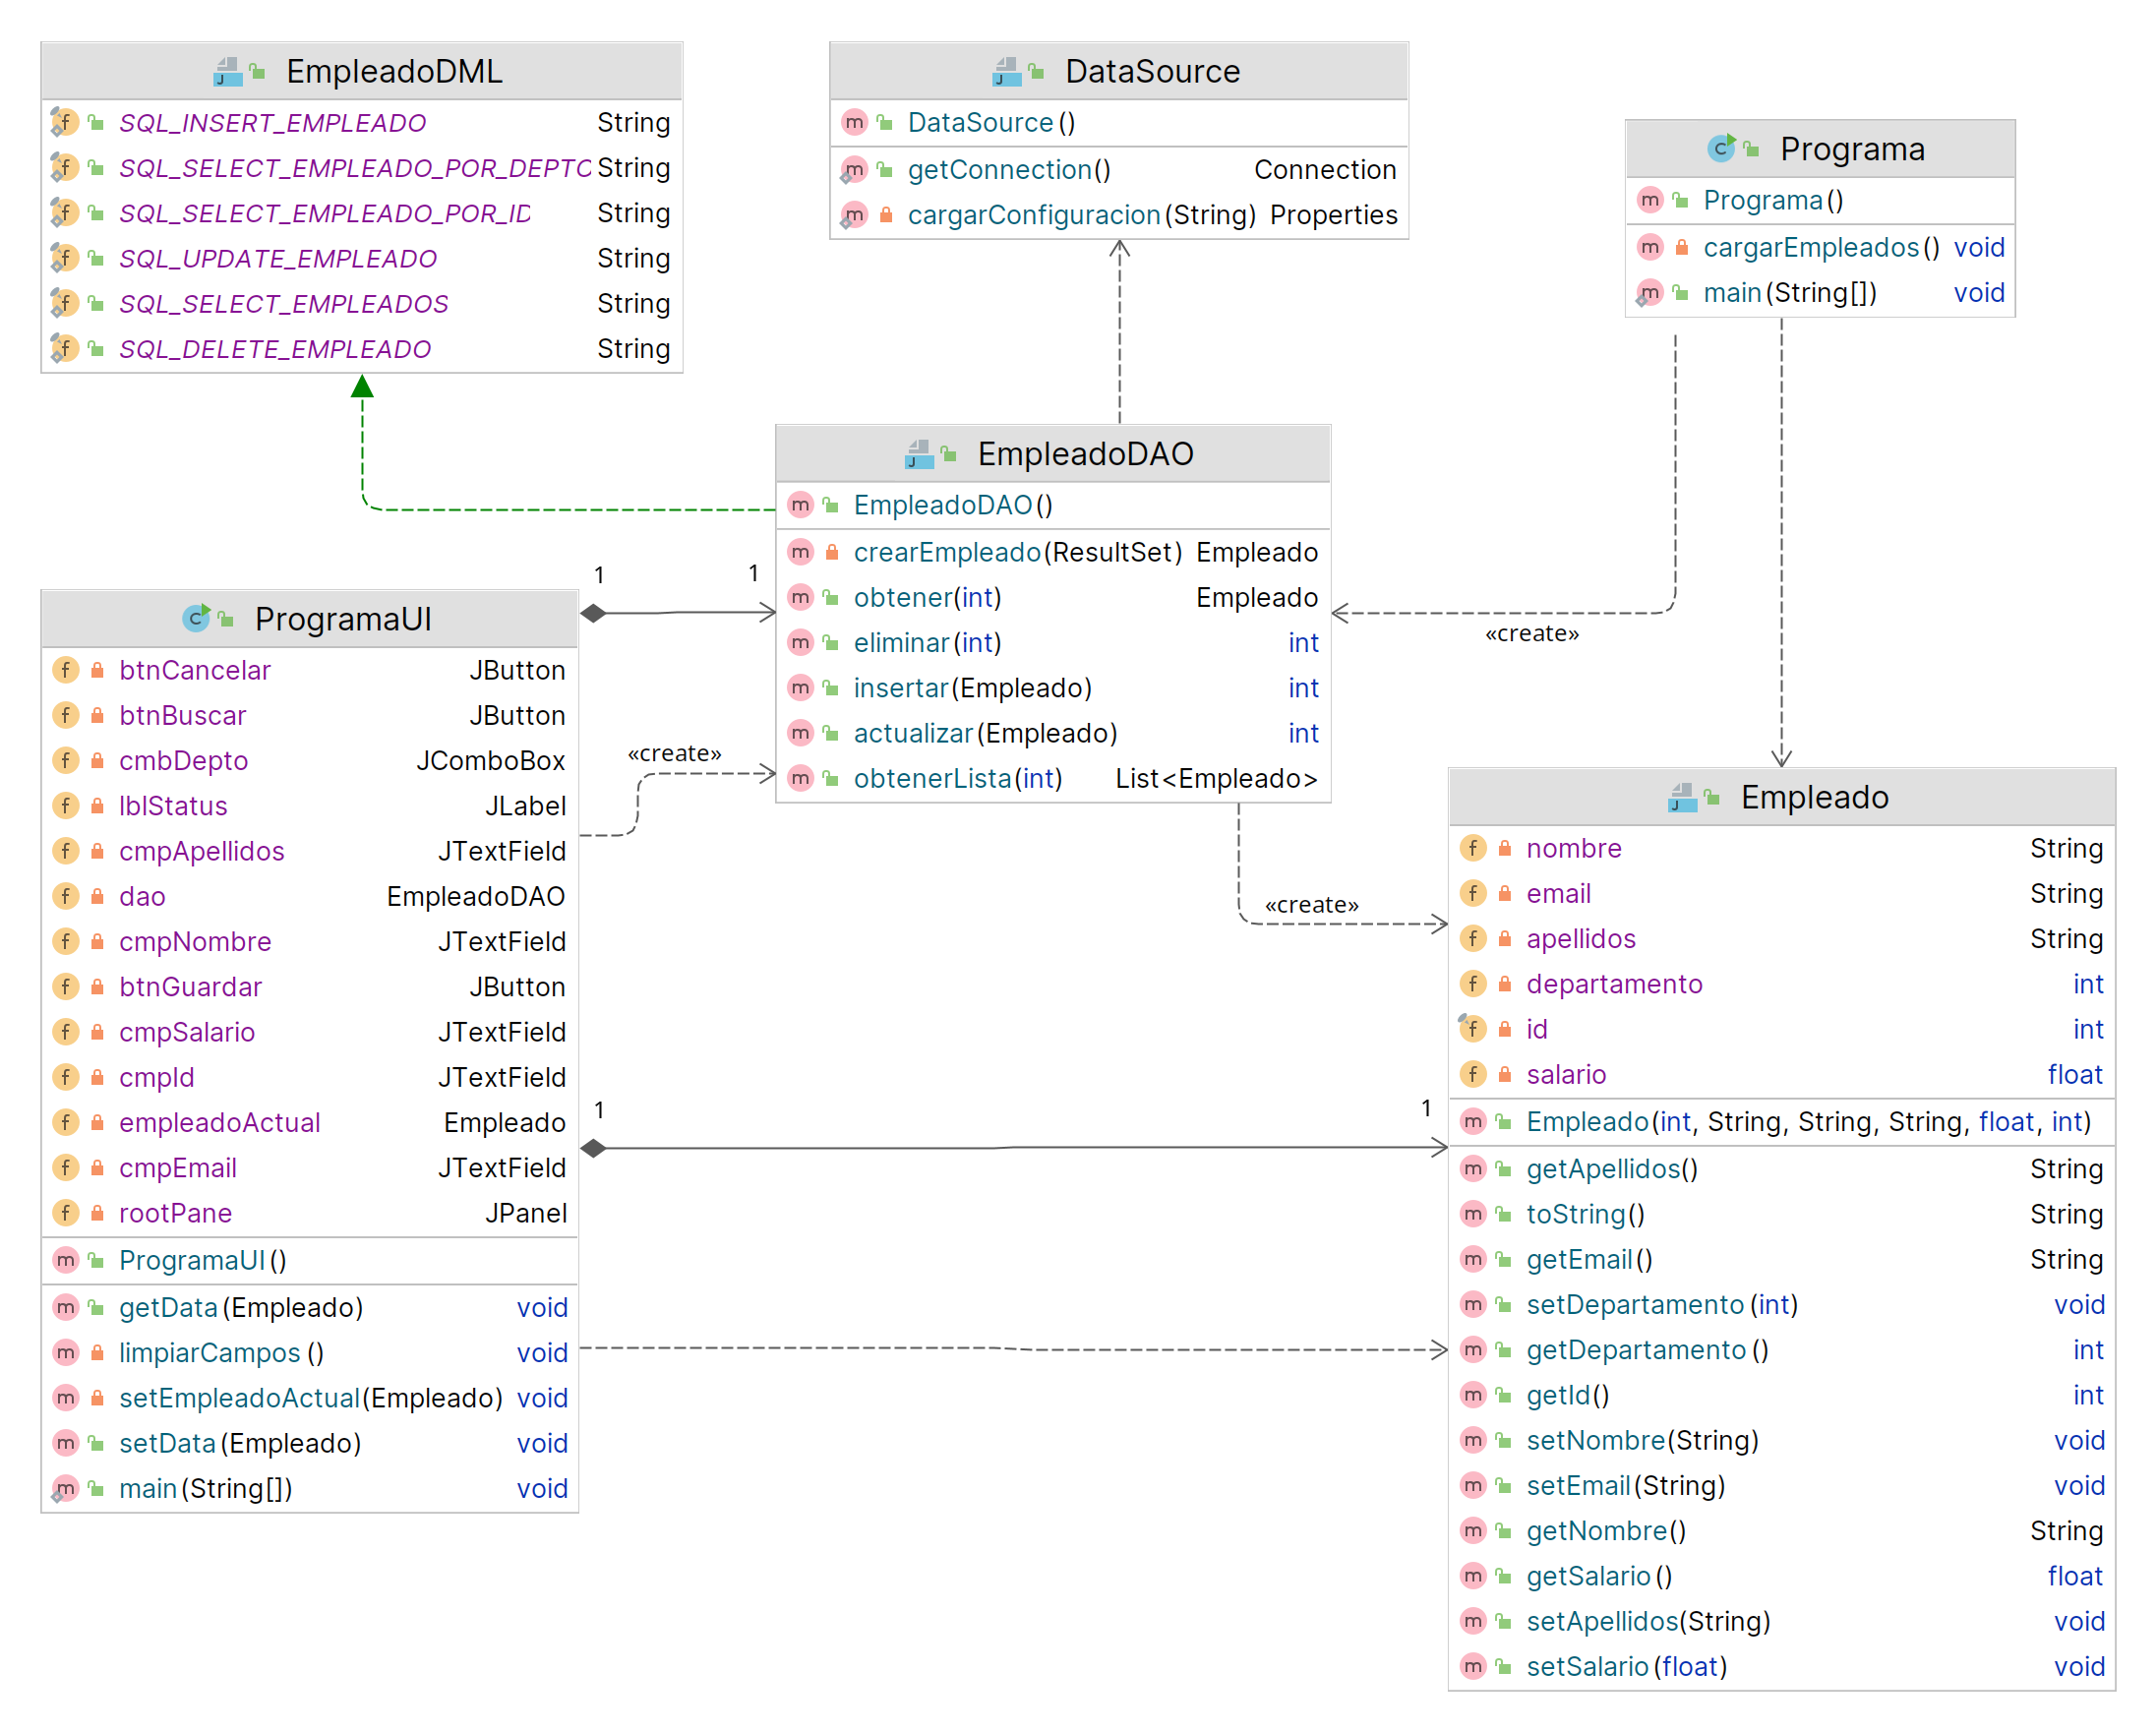 EmpleadoDML
SQL_INSERT_EMPLEADO String
SQL_SELECT_EMPLEADO_POR_DEPTO String
SQL_SELECT_EMPLEADO_POR_ID String
SQL_UPDATE_EMPLEADO String
SQL_SELECT_EMPLEADOS String
SQL_DELETE_EMPLEADO String
DataSource
DataSource()
getConnection() Connection
cargarConfiguracion(String) Properties
Programa
Programa()
cargarEmpleados() void
main(String[]) void
EmpleadoDAO
EmpleadoDAO()
crearEmpleado(ResultSet) Empleado
obtener(int) Empleado
eliminar(int) int
insertar(Empleado) int
actualizar(Empleado) int
obtenerLista(int) List<Empleado>
1 1
«create»
«create»
«create»
1 1
ProgramaUI
btnCancelar JButton
btnBuscar JButton
cmbDepto JComboBox
lblStatus JLabel
cmpApellidos JTextField
dao EmpleadoDAO
cmpNombre JTextField
btnGuardar JButton
cmpSalario JTextField
cmpId JTextField
empleadoActual Empleado
cmpEmail JTextField
rootPane JPanel
ProgramaUI()
getData(Empleado) void
limpiarCampos() void
setEmpleadoActual(Empleado) void
setData(Empleado) void
main(String[]) void
Empleado
nombre String
email String
apellidos String
departamento int
id int
salario float
Empleado(int, String, String, String, float, int)
getApellidos() String
toString() String
getEmail() String
setDepartamento(int) void
getDepartamento() int
getId() int
setNombre(String) void
setEmail(String) void
getNombre() String
getSalario() float
setApellidos(String) void
setSalario(float) void